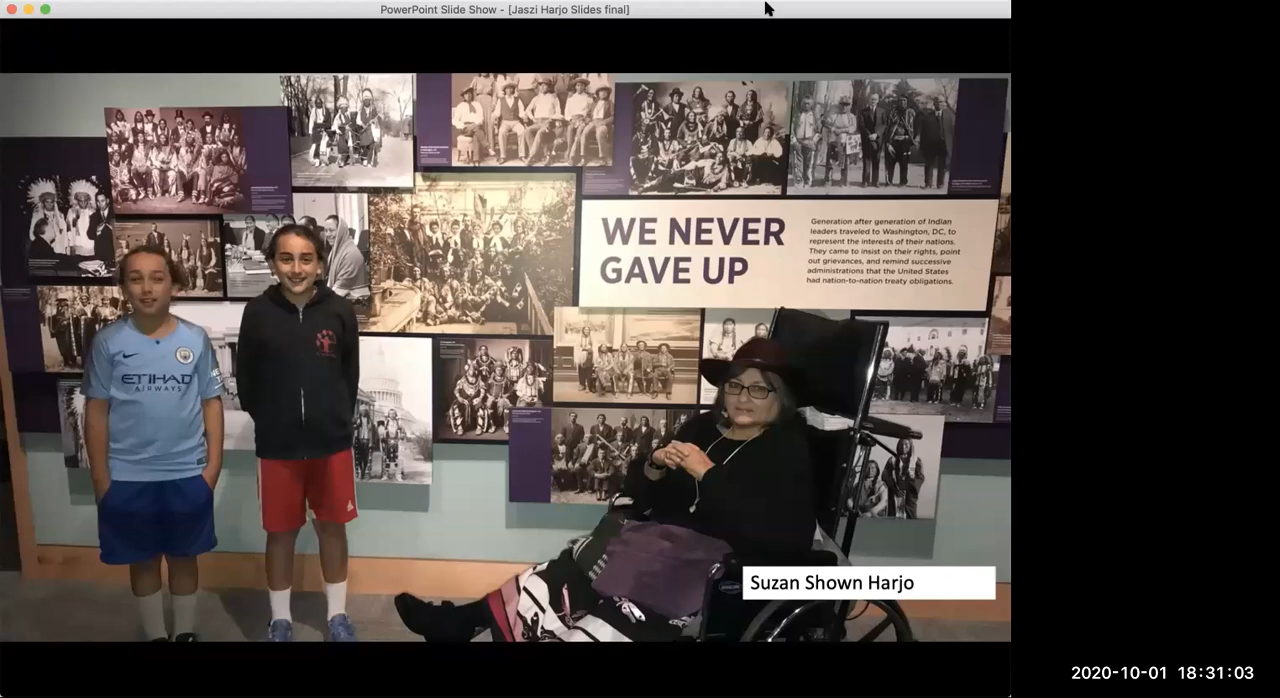 PowerPoint Slide Show - [Jaszi Harjo Slides final]
WE NEVER
GAVE UP
Generation after generation of Indian
leaders traveled to Washington, DC, to
represent the interests of their nations.
They came to insist on their rights, point
out grievances, and remind successive
administrations that the United States
had nation-to-nation treaty obligations.
ETIHAD
AIRWAYS
Suzan Shown Harjo
2020-10-01 18:31:03